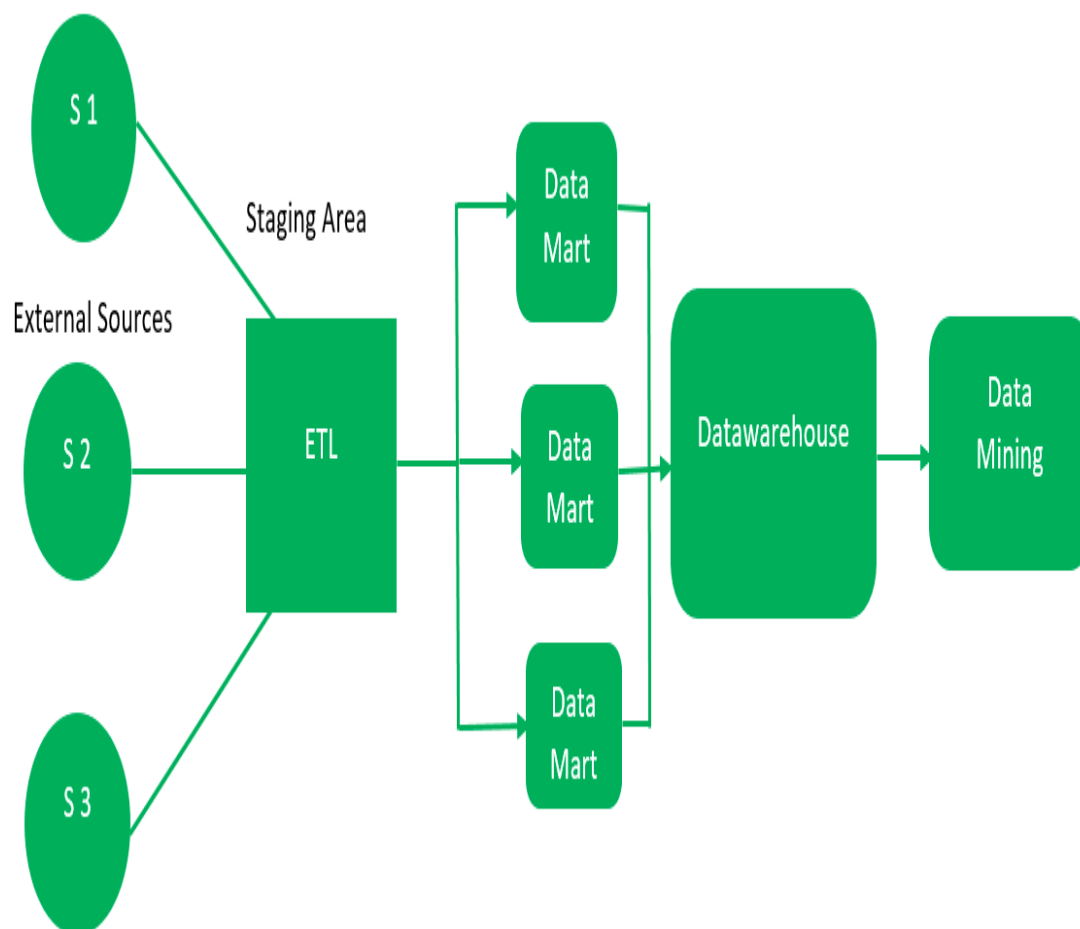 S 1
Staging Area
External Sources
S 2
S 3
ETL
Data
Mart
Data
Mart
Data
Mart
Datawarehouse
Data
Mining